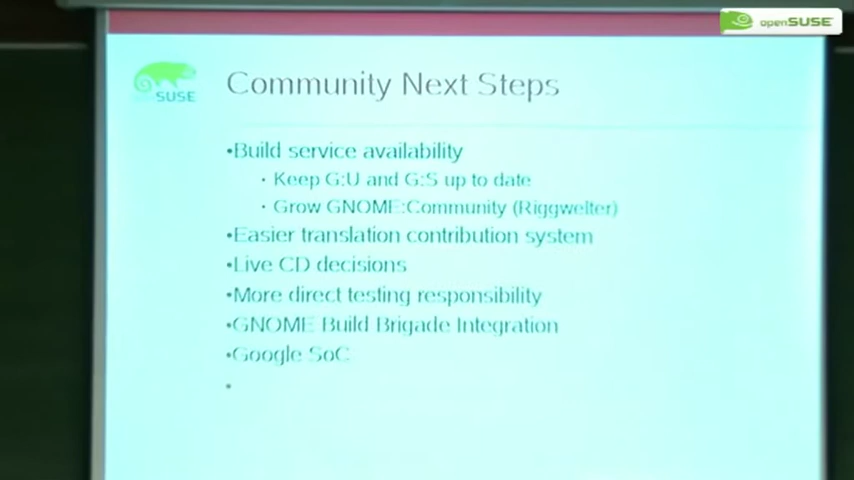 openSUSE
openSUSE
Community Next Steps
•Build service availability
• Keep G:U and G:S up to date
• Grow GNOME:Community (Riggwelter)
•Easier translation contribution system
•Live CD decisions
•More direct testing responsibility
•GNOME Build Brigade Integration
•Google SoC
•